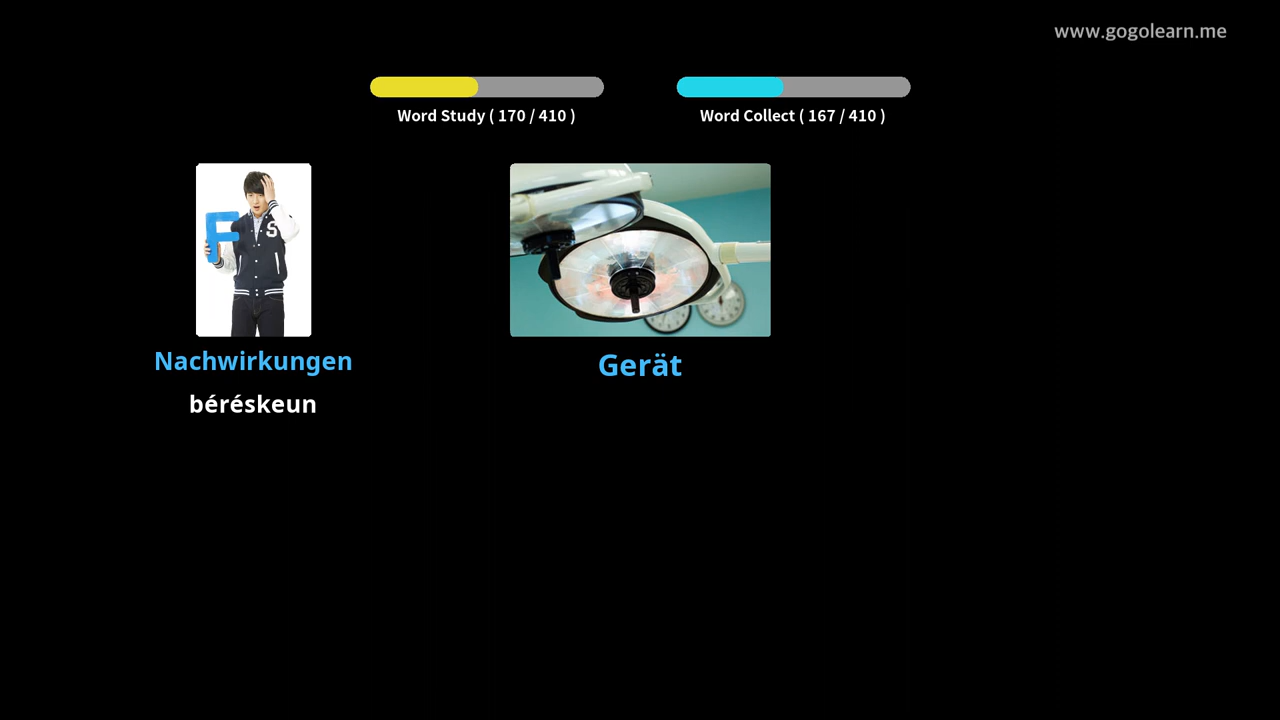 www.gogolearn.me
Word Study ( 170 / 410 )
Word Collect ( 167 / 410 )
F
S
Nachwirkungen
béréskeun
Gerät